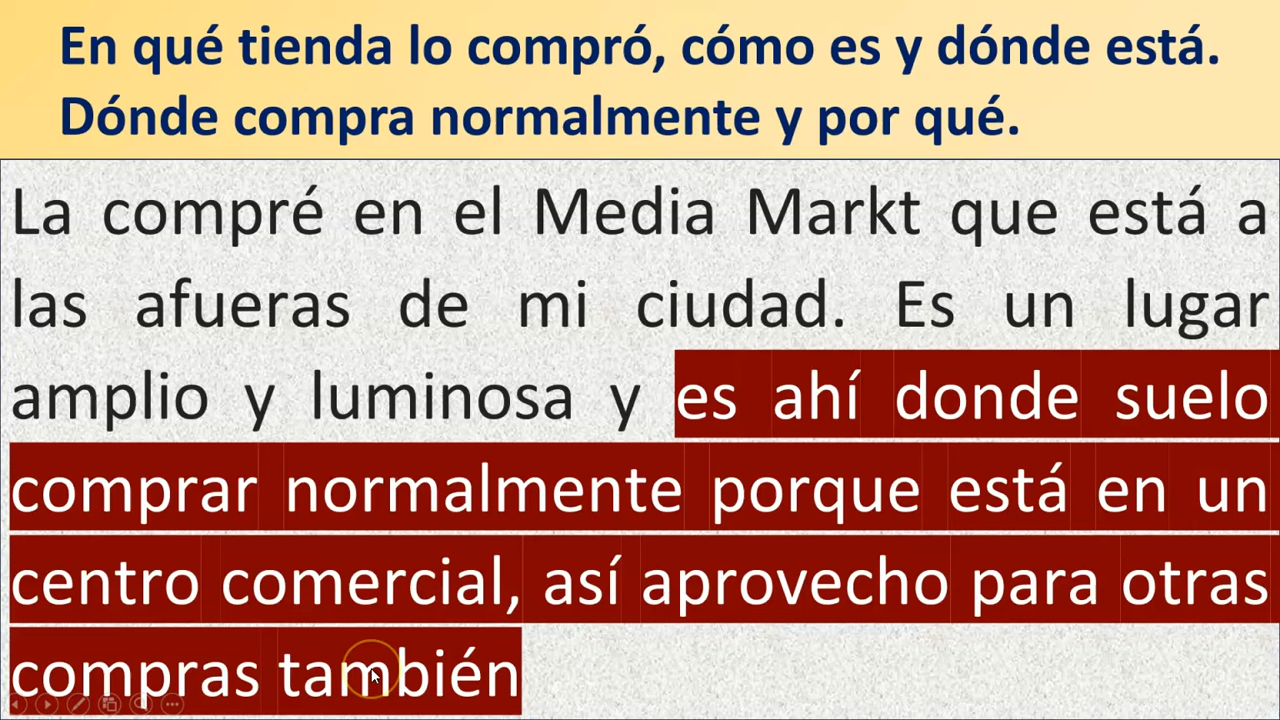 En qué tienda lo compró, cómo es y dónde está.
Dónde compra normalmente y por qué.
La compré en el Media Markt que está a
las afueras de mi ciudad. Es un lugar
amplio y luminosa y es ahí donde suelo
comprar normalmente porque está en un
centro comercial, así aprovecho para otras
compras también